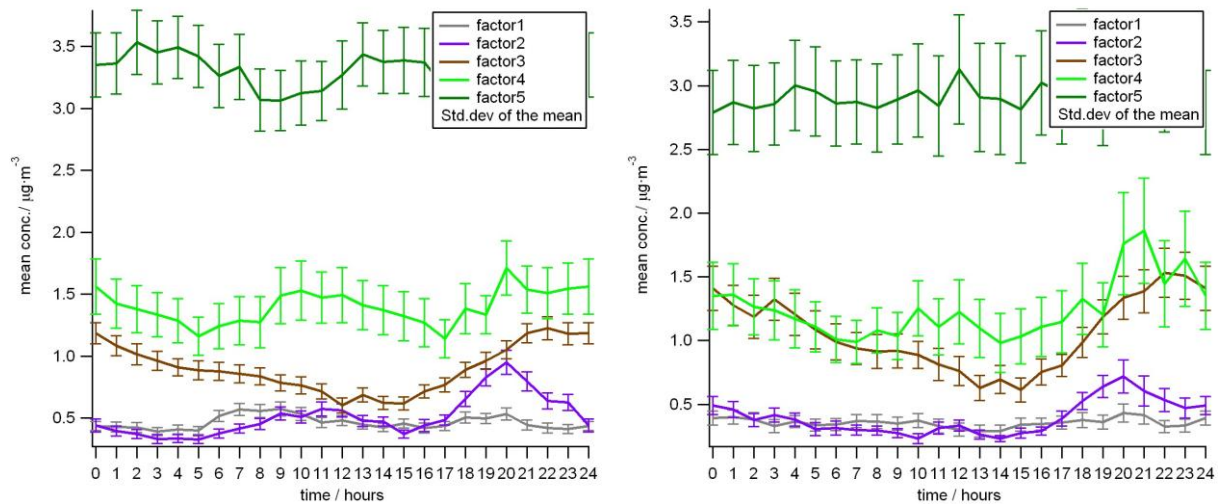 3.5
3.0
2.5
2.0
1.5
1.0
0.5
mean conc./ μg·m-3
factor1
factor2
factor3
factor4
factor5
Std.dev of the mean
0 1 2 3 4 5 6 7 8 9 10 11 12 13 14 15 16 17 18 19 20 21 22 23 24
time / hours
3.5
3.0
2.5
2.0
1.5
1.0
0.5
mean conc./ μg·m-3
factor1
factor2
factor3
factor4
factor5
Std.dev of the mean
0 1 2 3 4 5 6 7 8 9 10 11 12 13 14 15 16 17 18 19 20 21 22 23 24
time / hours